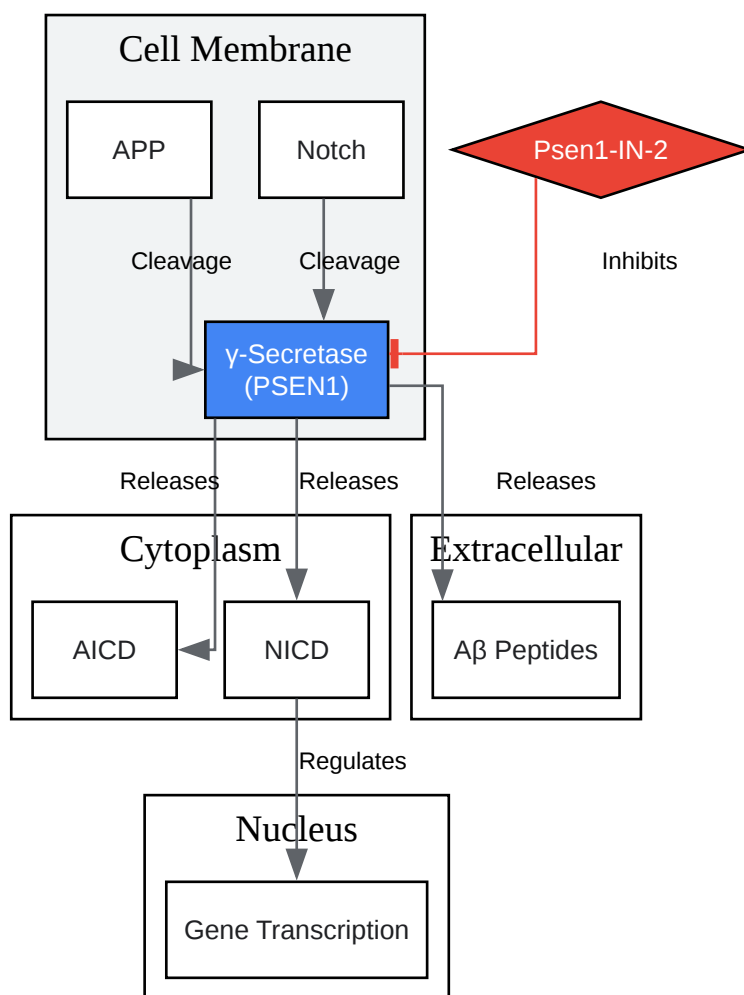 Cell Membrane
APP
Notch
Psen1-IN-2
Cleavage
Cleavage
Inhibits
γ-Secretase
(PSEN1)
Releases
Releases
Releases
Cytoplasm
Extracellular
AICD
NICD
Aβ Peptides
Regulates
Nucleus
Gene Transcription